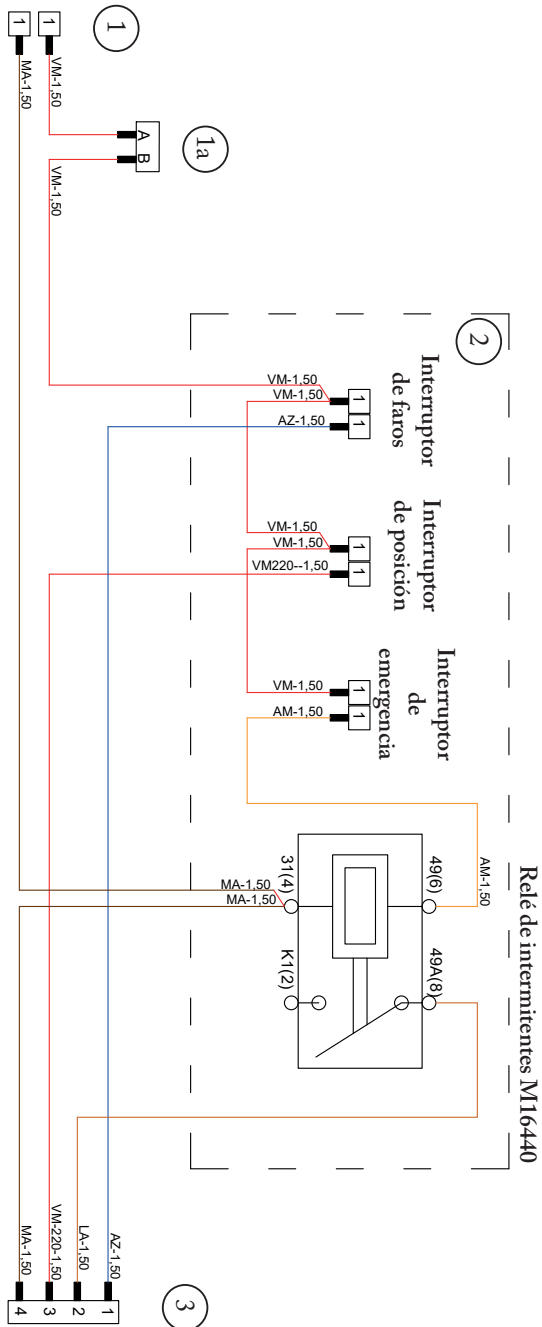 1
1
1
MA-1,50
VM-1,50
1a
A
B
VM-1,50
2
Interruptor
de faros
VM-1,50
VM-1,50
AZ-1,50
1
1
Interruptor
de posición
VM-1,50
VM-1,50
VM220--1,50
1
1
Interruptor
de
emergencia
VM-1,50
AM-1,50
1
1
Relé de intermitentes M16440
AM-1,50
49(6)
49A(8)
31(4)
K1(2)
MA-1,50
MA-1,50
3
AZ-1,50
LA-1,50
VM-220-1,50
MA-1,50
1
2
3
4